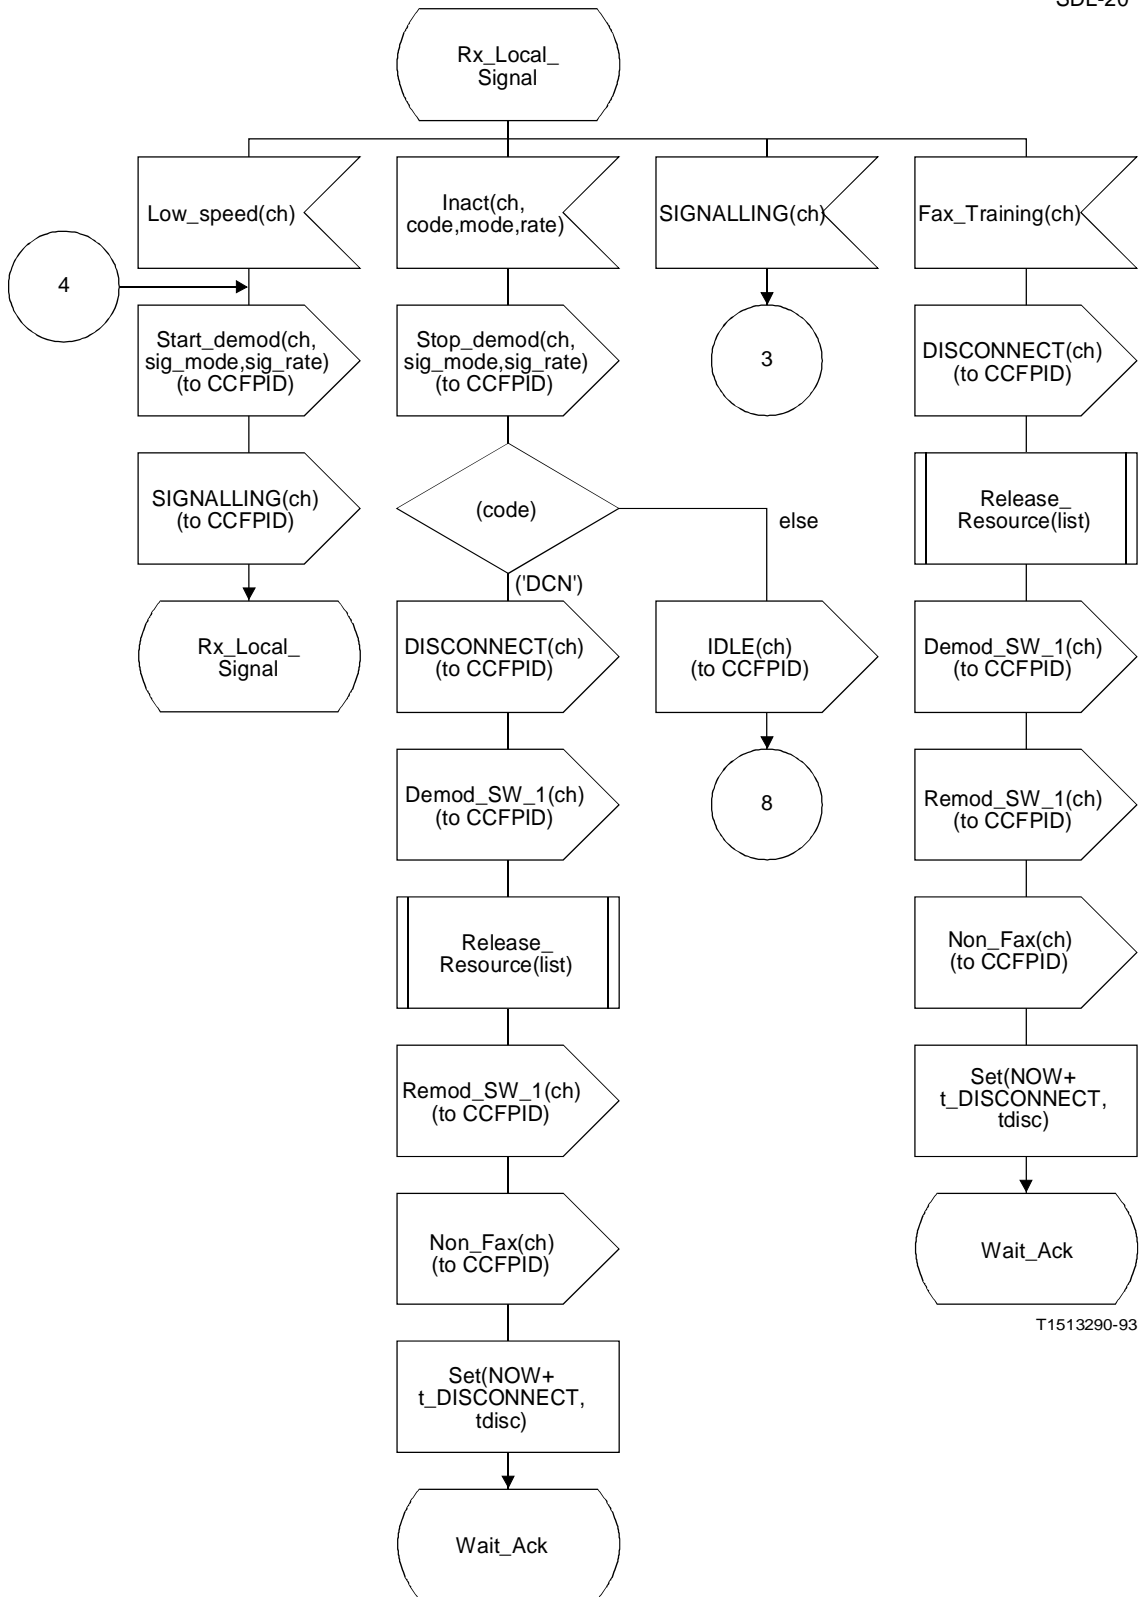 SDL-20
Rx_Local_
Signal
Low_speed(ch)
Inact(ch,
code,mode,rate)
SIGNALLING(ch)
Fax_Training(ch)
4
Start_demod(ch,
sig_mode,sig_rate)
(to CCFPID)
Stop_demod(ch,
sig_mode,sig_rate)
(to CCFPID)
3
DISCONNECT(ch)
(to CCFPID)
SIGNALLING(ch)
(to CCFPID)
(code)
else
('DCN')
Release_
Resource(list)
Rx_Local_
Signal
DISCONNECT(ch)
(to CCFPID)
IDLE(ch)
(to CCFPID)
Demod_SW_1(ch)
(to CCFPID)
Demod_SW_1(ch)
(to CCFPID)
8
Remod_SW_1(ch)
(to CCFPID)
Release_
Resource(list)
Non_Fax(ch)
(to CCFPID)
Remod_SW_1(ch)
(to CCFPID)
Set(NOW+
t_DISCONNECT,
tdisc)
Non_Fax(ch)
(to CCFPID)
Wait_Ack
T1513290-93
Set(NOW+
t_DISCONNECT,
tdisc)
Wait_Ack